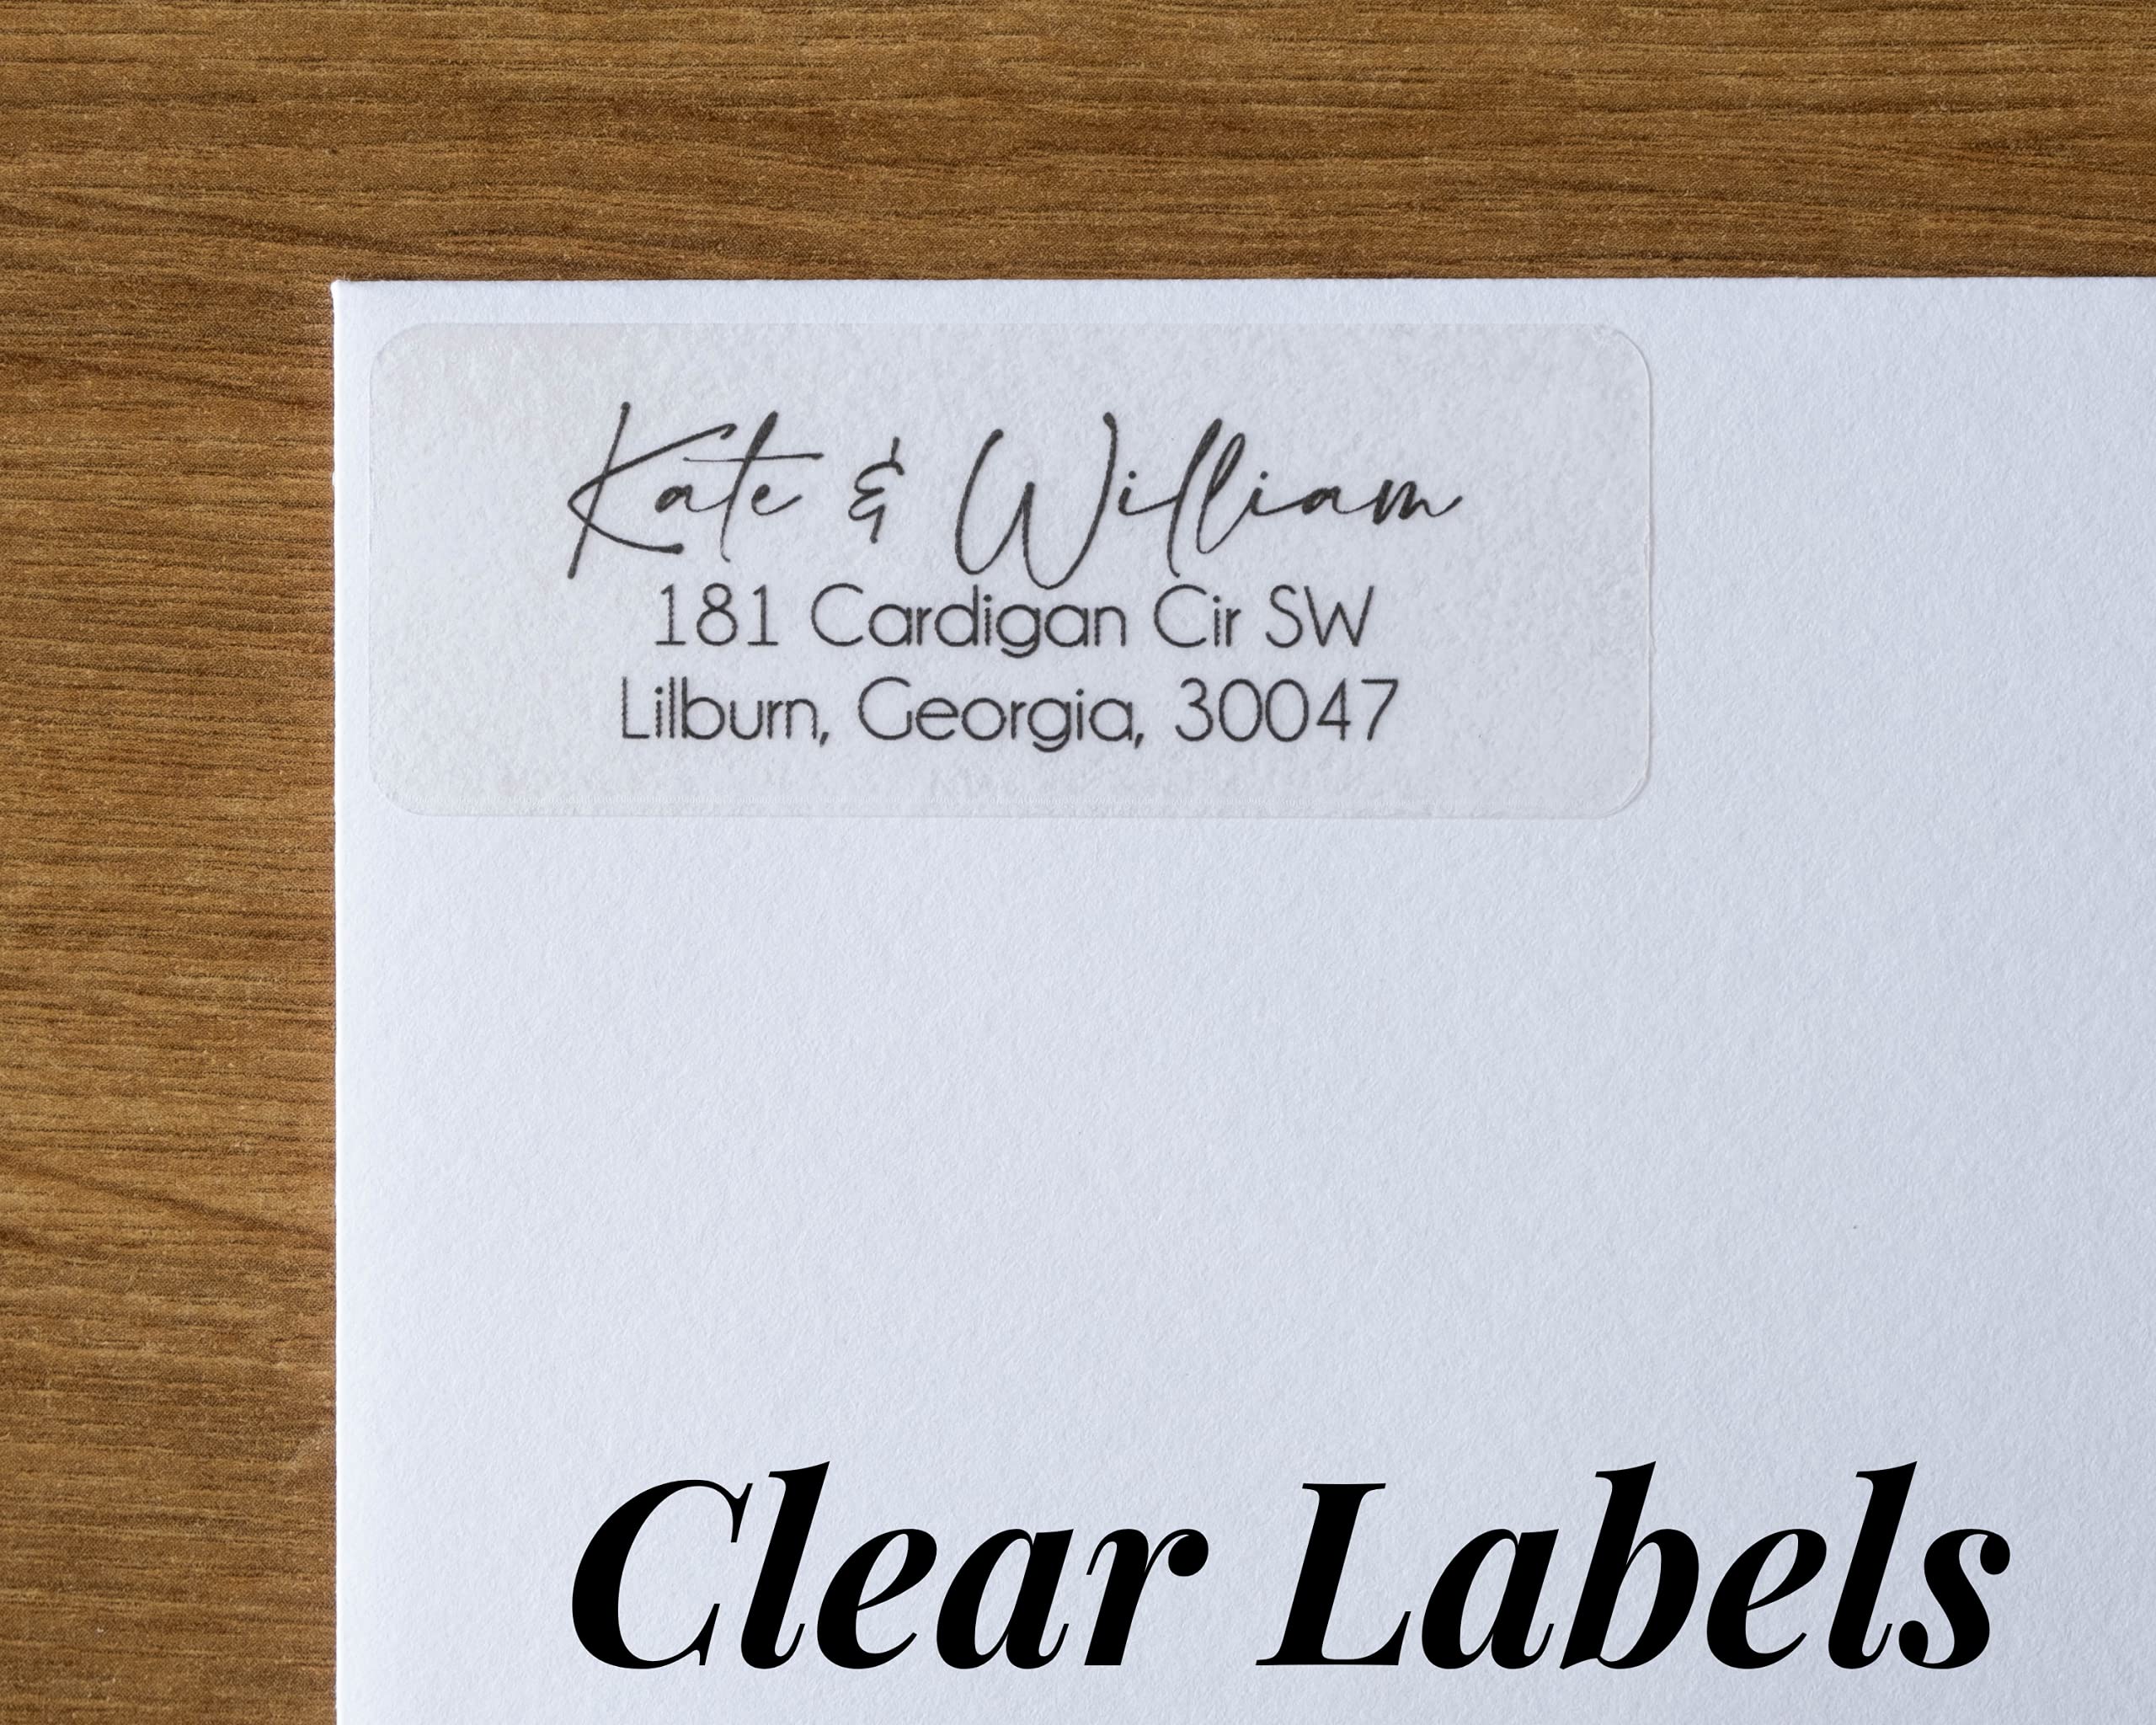 Kate & William
181 Cardigan Cir SW
Lilburn, Georgia, 30047
Clear Labels